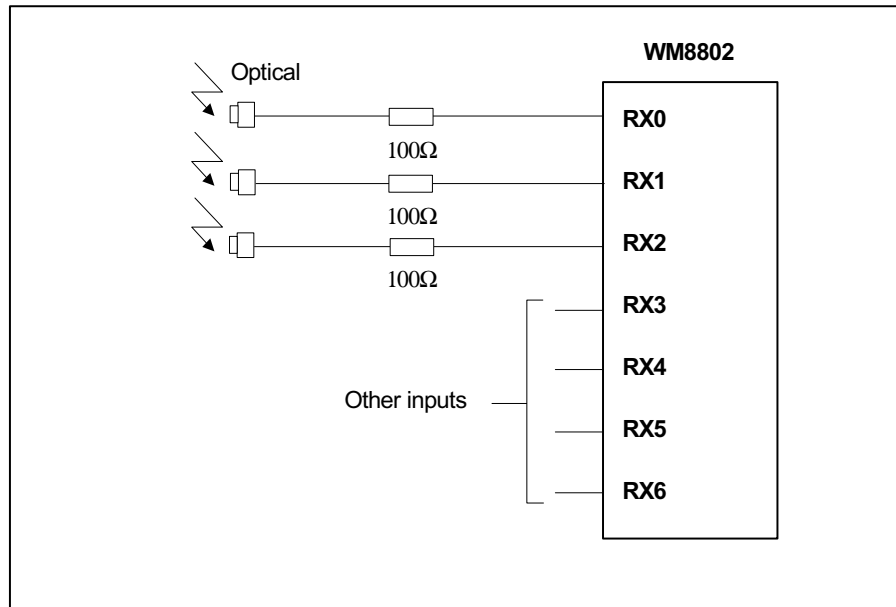 WM8802
Optical
RX0
100Ω
RX1
100Ω
RX2
100Ω
RX3
RX4
Other inputs
RX5
RX6